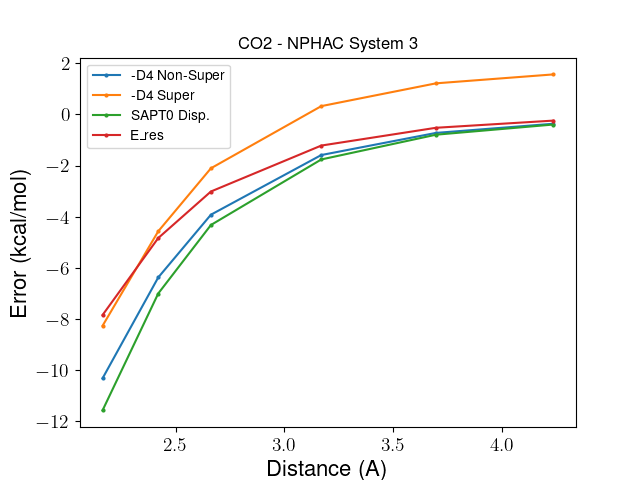 CO2 - NPHAC System 3
-D4 Non-Super
-D4 Super
SAPT0 Disp.
E_res
Error (kcal/mol)
2
0
−2
−4
−6
−8
−10
−12
2.5 3.0 3.5 4.0
Distance (A)